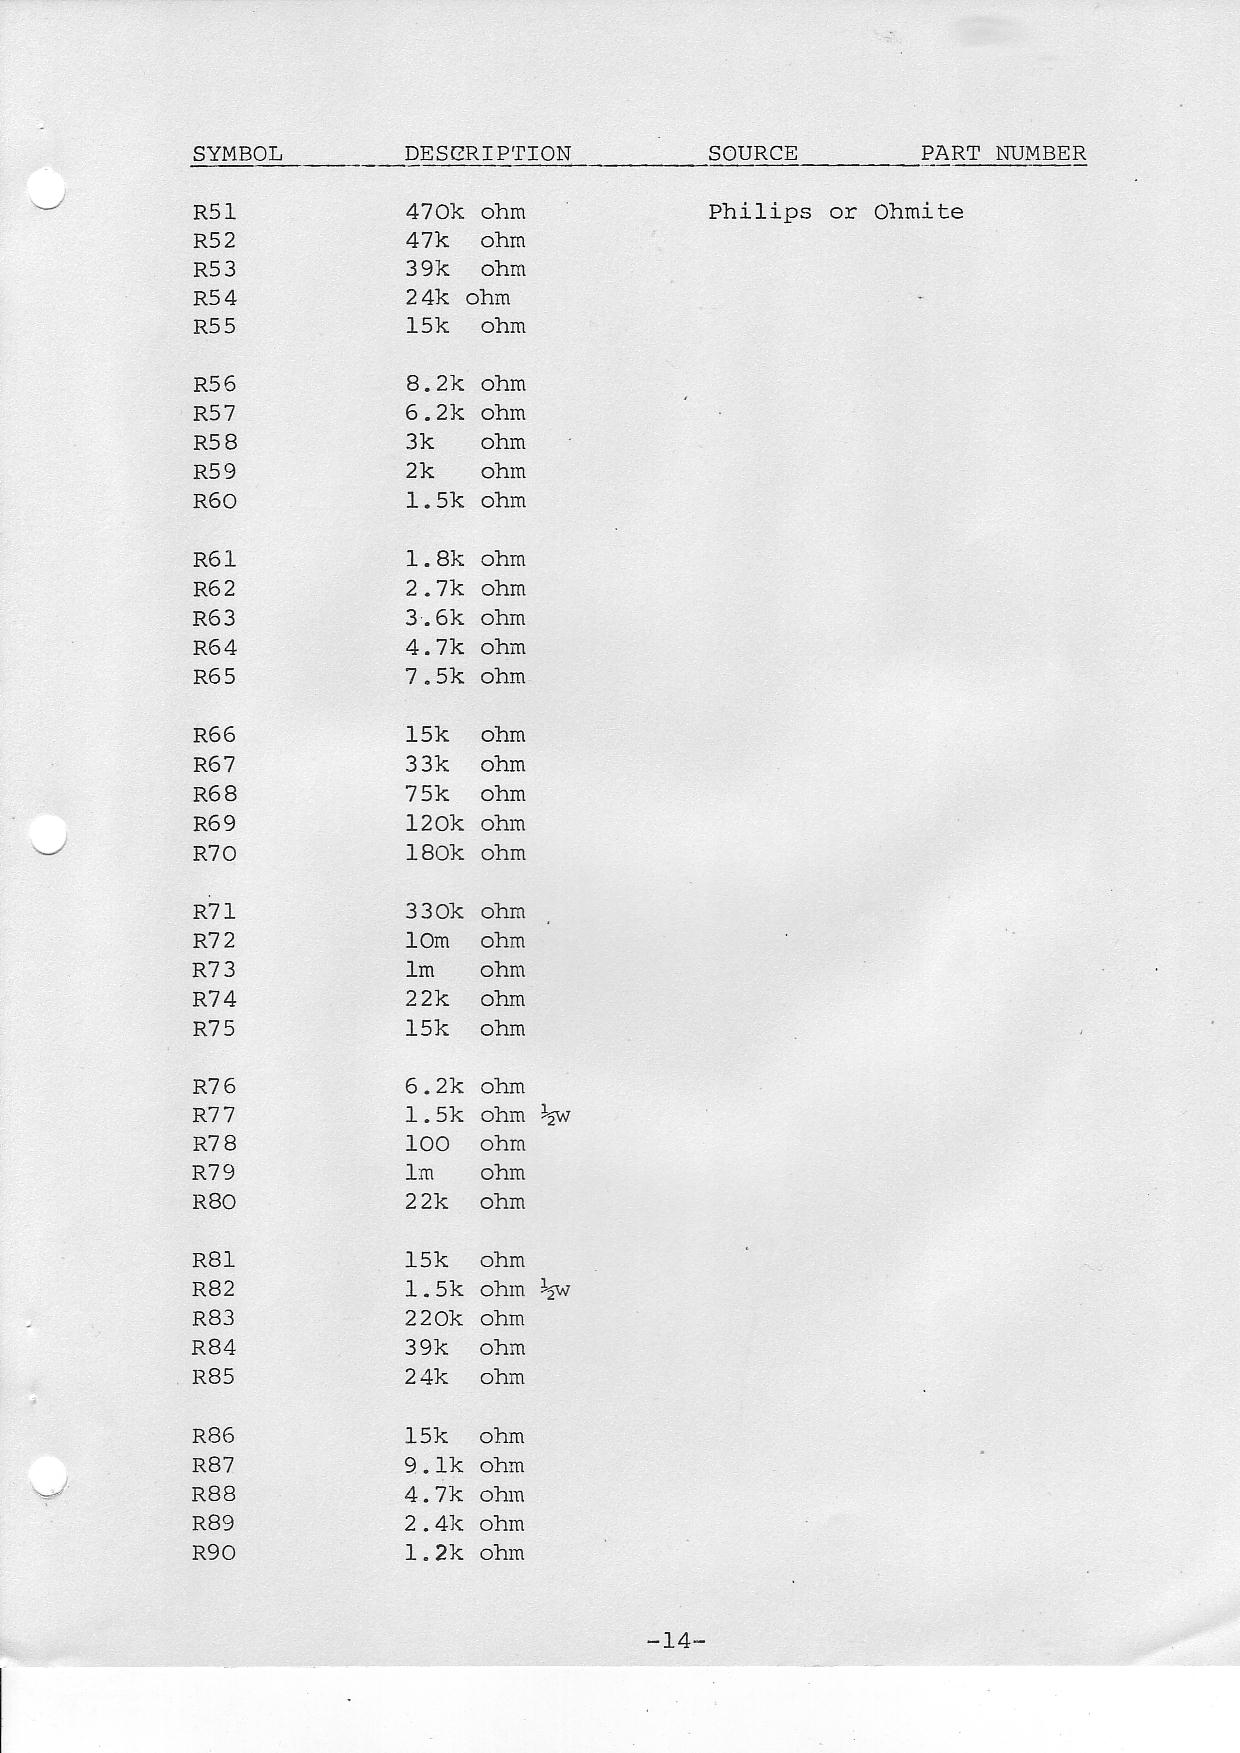 SYMBOL DESCRIPTION SOURCE PART NUMBER
R51 470k ohm Philips or Ohmite
R52 47k ohm
R53 39k ohm
R54 24k ohm
R55 15k ohm
R56 8.2k ohm
R57 6.2k ohm
R58 3k ohm
R59 2k ohm
R60 1.5k ohm
R61 1.8k ohm
R62 2.7k ohm
R63 3.6k ohm
R64 4.7k ohm
R65 7.5k ohm
R66 15k ohm
R67 33k ohm
R68 75k ohm
R69 120k ohm
R70 180k ohm
R71 330k ohm
R72 10m ohm
R73 1m ohm
R74 22k ohm
R75 15k ohm
R76 6.2k ohm
R77 1.5k ohm ½w
R78 100 ohm
R79 1m ohm
R80 22k ohm
R81 15k ohm
R82 1.5k ohm ½w
R83 220k ohm
R84 39k ohm
R85 24k ohm
R86 15k ohm
R87 9.1k ohm
R88 4.7k ohm
R89 2.4k ohm
R90 1.2k ohm
-14-